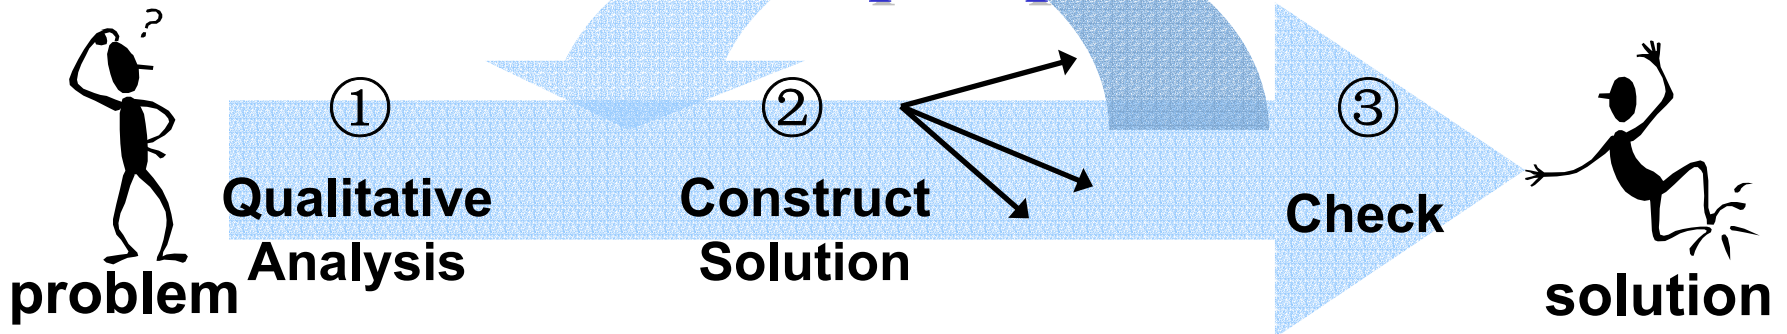 ?
①
②
③
Qualitative
Analysis
Construct
Solution
Check
problem
solution